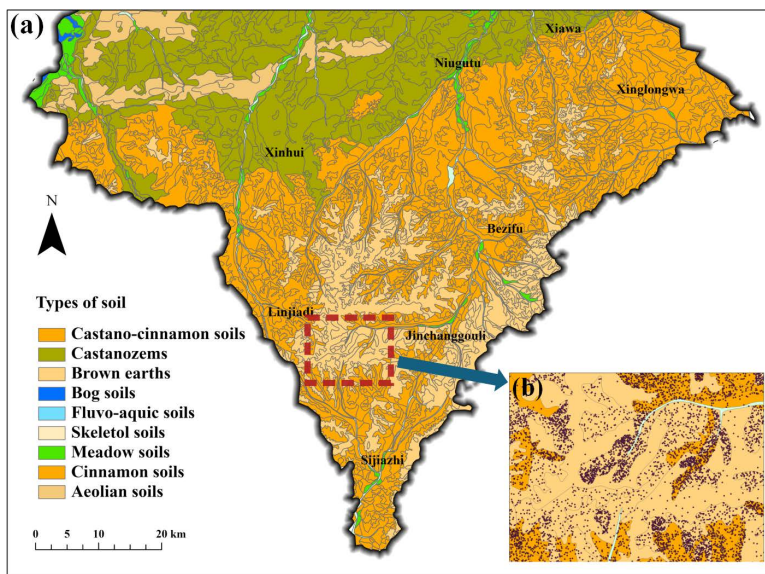 (a)
Xiawa
Niugutu
Xinglongwa
Xinhui
N
Bezifu
Types of soil
Linjiadi
Castano-cinnamon soils
Jinchanggouli
Castanozems
Brown earths
(b)
Bog soils
Fluvo-aquic soils
Skeletol soils
Meadow soils
Sijiazhi
Cinnamon soils
Aeolian soils
0 5 10 20 km